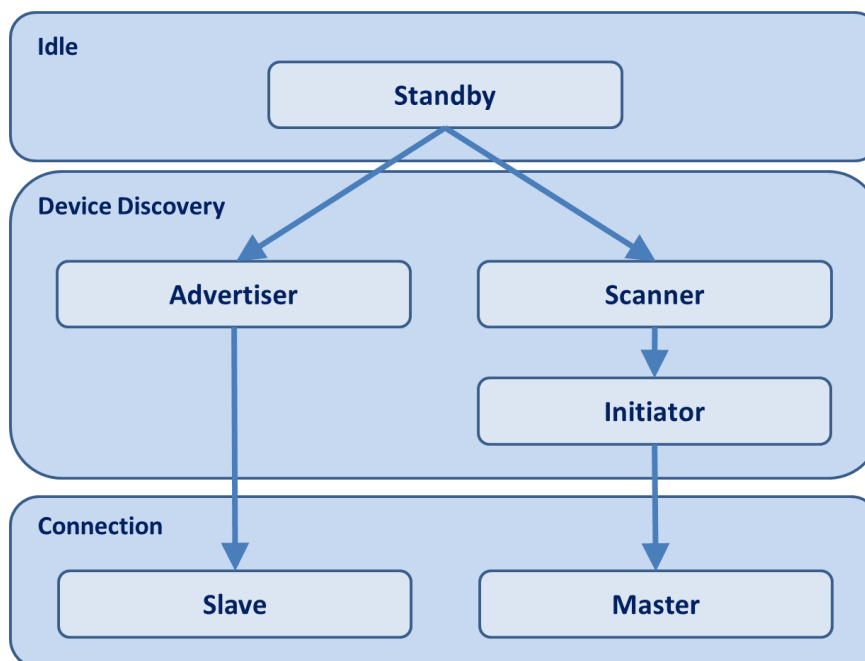 Idle
Standby
Device Discovery
Advertiser
Scanner
Initiator
Connection
Slave
Master